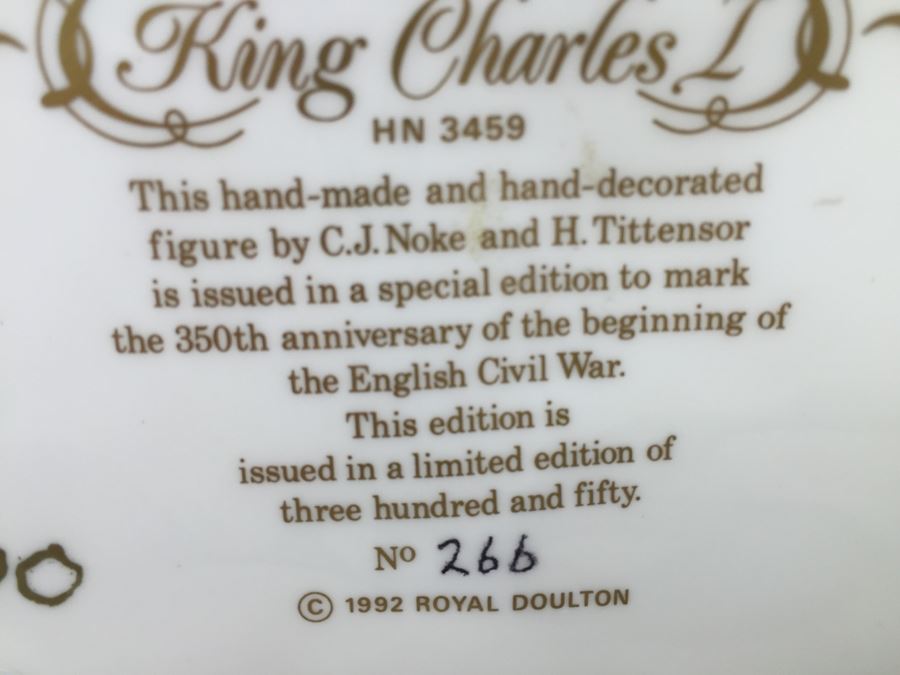 King Charles I
HN 3459
This hand-made and hand-decorated
figure by C.J. Noke and H. Tittensor
is issued in a special edition to mark
the 350th anniversary of the beginning of
the English Civil War.
This edition is
issued in a limited edition of
three hundred and fifty.
No 266
© 1992 ROYAL DOULTON